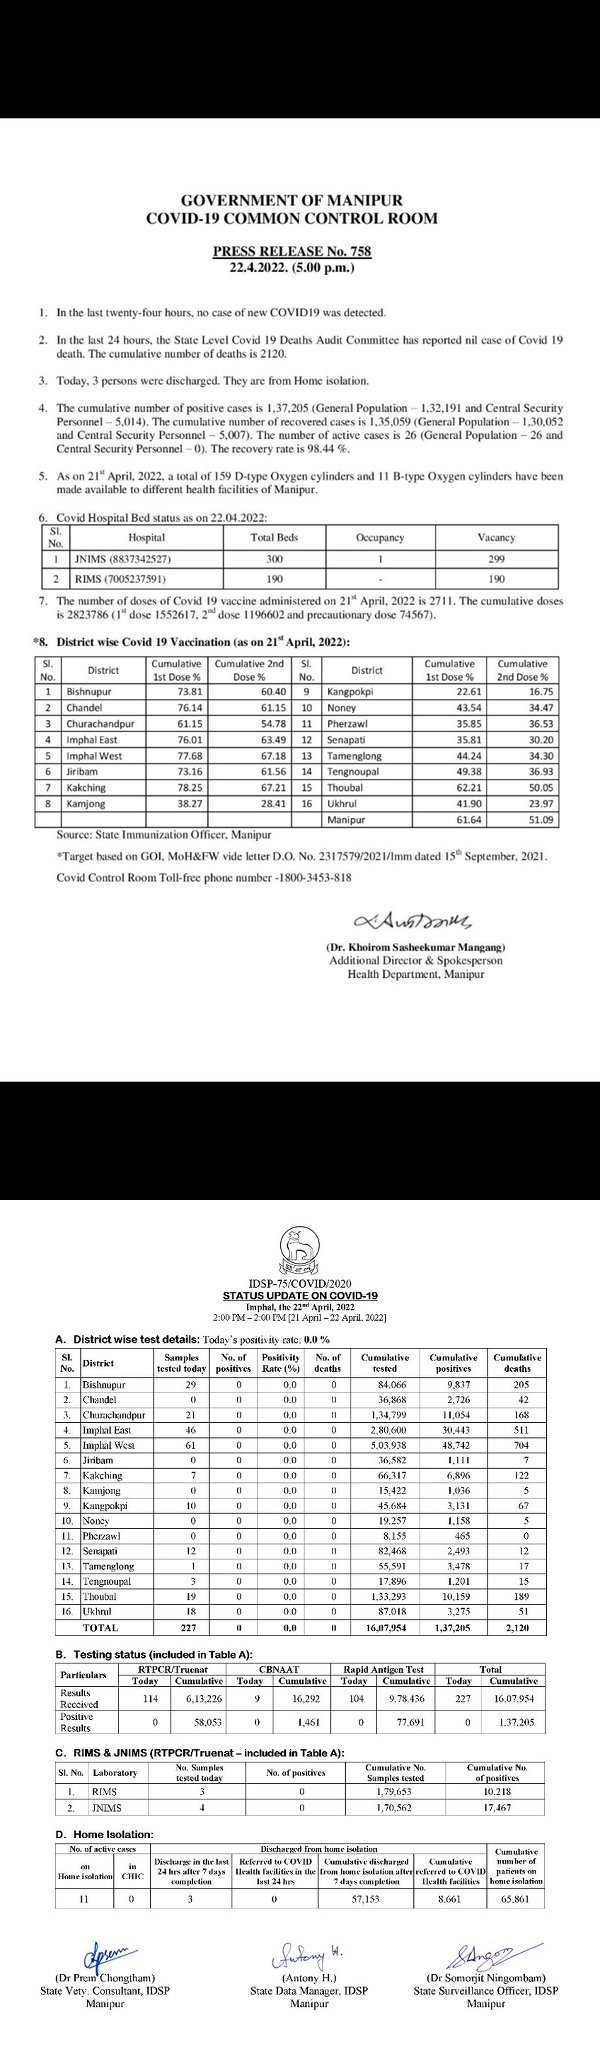 GOVERNMENT OF MANIPUR
COVID-19 COMMON CONTROL ROOM
PRESS RELEASE No. 758
22.4.2022. (5.00 p.m.)
1. In the last twenty-four hours, no case of new COVID19 was detected.
2. In the last 24 hours, the State Level Covid 19 Deaths Audit Committee has reported nil case of Covid 19
death. The cumulative number of deaths is 2120.
3. Today, 3 persons were discharged. They are from Home isolation.
4. The cumulative number of positive cases is 1,37,205 (General Population – 1,32,191 and Central Security
Personnel – 5,014). The cumulative number of recovered cases is 1,35,059 (General Population – 1,30,052
and Central Security Personnel – 5,007). The number of active cases is 26 (General Population – 26 and
Central Security Personnel – 0). The recovery rate is 98.44 %.
5. As on 21st April, 2022, a total of 159 D-type Oxygen cylinders and 11 B-type Oxygen cylinders have been
made available to different health facilities of Manipur.
6. Covid Hospital Bed status as on 22.04.2022:
Sl. No. Hospital Total Beds Occupancy Vacancy
1 JNIMS (8837342527) 300 1 299
2 RIMS (7005237591) 190 - 190
7. The number of doses of Covid 19 vaccine administered on 21st April, 2022 is 2711. The cumulative doses
is 2823786 (1st dose 1552617, 2nd dose 1196602 and precautionary dose 74567).
*8. District wise Covid 19 Vaccination (as on 21st April, 2022):
Sl. No. District Cumulative 1st Dose % Cumulative 2nd Dose % Sl. No. District Cumulative 1st Dose % Cumulative 2nd Dose %
1 Bishnupur 73.81 60.40 9 Kangpokpi 22.61 16.75
2 Chandel 76.14 61.15 10 Noney 43.54 34.47
3 Churachandpur 61.15 54.78 11 Pherzawl 35.85 36.53
4 Imphal East 76.01 63.49 12 Senapati 35.81 30.20
5 Imphal West 77.68 67.18 13 Tamenglong 44.24 34.30
6 Jiribam 73.16 61.56 14 Tengnoupal 49.38 36.93
7 Kakching 78.25 67.21 15 Thoubal 62.21 50.05
8 Kamjong 38.27 28.41 16 Ukhrul 41.90 23.97
Manipur 61.64 51.09
Source: State Immunization Officer, Manipur
*Target based on GOI, MoH&FW vide letter D.O. No. 2317579/2021/Imm dated 15th September, 2021.
Covid Control Room Toll-free phone number -1800-3453-818
(Dr. Khoirom Sasheekumar Mangang)
Additional Director & Spokesperson
Health Department, Manipur
IDSP-75/COVID/2020
STATUS UPDATE ON COVID-19
Imphal, the 22nd April, 2022
2:00 PM – 2:00 PM [21 April – 22 April, 2022]
A. District wise test details: Today's positivity rate: 0.0 %
Sl. No. District Samples tested today No. of positives Positivity Rate (%) No. of deaths Cumulative tested Cumulative positives Cumulative deaths
1. Bishnupur 29 0 0.0 0 84,066 9,837 205
2. Chandel 0 0 0.0 0 36,868 2,726 42
3. Churachandpur 21 0 0.0 0 1,34,799 11,054 168
4. Imphal East 46 0 0.0 0 2,80,600 30,443 511
5. Imphal West 61 0 0.0 0 5,03,938 48,742 704
6. Jiribam 0 0 0.0 0 36,582 1,111 7
7. Kakching 7 0 0.0 0 66,317 6,896 122
8. Kamjong 0 0 0.0 0 15,422 1,036 5
9. Kangpokpi 10 0 0.0 0 45,684 3,131 67
10. Noney 0 0 0.0 0 19,257 1,158 5
11. Pherzawl 0 0 0.0 0 8,155 465 0
12. Senapati 12 0 0.0 0 82,468 2,493 12
13. Tamenglong 1 0 0.0 0 55,591 3,478 17
14. Tengnoupal 3 0 0.0 0 17,896 1,201 15
15. Thoubal 19 0 0.0 0 1,33,293 10,159 189
16. Ukhrul 18 0 0.0 0 87,018 3,275 51
TOTAL 227 0 0.0 0 16,07,954 1,37,205 2,120
B. Testing status (included in Table A):
Particulars RTPCR/Truenat CBNAAT Rapid Antigen Test Total
Today Cumulative Today Cumulative Today Cumulative Today Cumulative
Results Received 114 6,13,226 9 16,292 104 9,78,436 227 16,07,954
Positive Results 0 58,053 0 1,461 0 77,691 0 1,37,205
C. RIMS & JNIMS (RTPCR/Truenat – included in Table A):
Sl. No. Laboratory No. Samples tested today No. of positives Cumulative No. Samples tested Cumulative No. of positives
1. RIMS 3 0 1,79,653 10,218
2. JNIMS 4 0 1,70,562 17,467
D. Home Isolation:
No. of active cases Discharged from home isolation Cumulative number of patients on home isolation
on Home isolation in CHIC Discharge in the last 24 hrs after 7 days completion Referred to COVID Health facilities in the last 24 hrs Cumulative discharged from home isolation after 7 days completion Cumulative referred to COVID Health facilities
11 0 3 0 57,153 8,661 65,861
Antony H.
(Dr Prem Chongtham) (Antony H.) (Dr Somorjit Ningombam)
State Vety. Consultant, IDSP State Data Manager, IDSP State Surveillance Officer, IDSP
Manipur Manipur Manipur